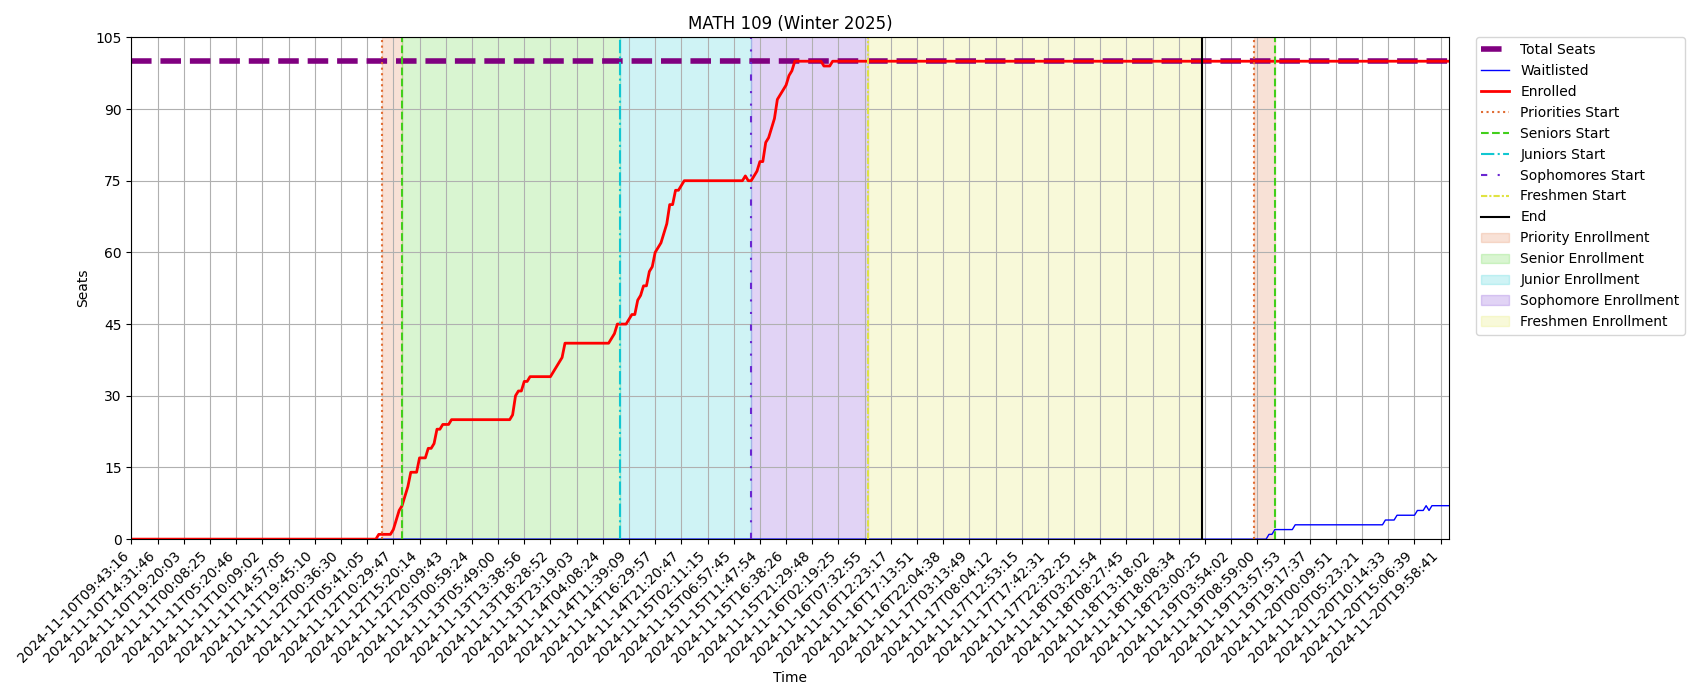 MATH 109 (Winter 2025)
105
90
75
60
45
30
15
0
Seats
2024-11-10T09:43:16
2024-11-10T14:31:46
2024-11-10T19:20:03
2024-11-11T00:08:25
2024-11-11T05:20:46
2024-11-11T10:09:02
2024-11-11T14:57:05
2024-11-11T19:45:10
2024-11-12T00:36:30
2024-11-12T05:41:05
2024-11-12T10:29:47
2024-11-12T15:20:14
2024-11-12T20:09:43
2024-11-13T00:59:24
2024-11-13T05:49:00
2024-11-13T13:38:56
2024-11-13T18:28:52
2024-11-13T23:19:03
2024-11-14T04:08:24
2024-11-14T11:39:09
2024-11-14T16:29:57
2024-11-14T21:20:47
2024-11-15T02:11:15
2024-11-15T06:57:45
2024-11-15T11:47:54
2024-11-15T16:38:26
2024-11-15T21:29:48
2024-11-16T02:19:25
2024-11-16T07:32:55
2024-11-16T12:23:17
2024-11-16T17:13:51
2024-11-16T22:04:38
2024-11-17T03:13:49
2024-11-17T08:04:12
2024-11-17T12:53:15
2024-11-17T17:42:31
2024-11-17T22:32:25
2024-11-18T03:21:54
2024-11-18T08:27:45
2024-11-18T13:18:02
2024-11-18T18:08:34
2024-11-18T23:00:25
2024-11-19T03:54:02
2024-11-19T08:59:00
2024-11-19T13:57:53
2024-11-19T19:17:37
2024-11-20T00:09:51
2024-11-20T05:23:21
2024-11-20T10:14:33
2024-11-20T15:06:39
2024-11-20T19:58:41
Time
Total Seats
Waitlisted
Enrolled
Priorities Start
Seniors Start
Juniors Start
Sophomores Start
Freshmen Start
End
Priority Enrollment
Senior Enrollment
Junior Enrollment
Sophomore Enrollment
Freshmen Enrollment